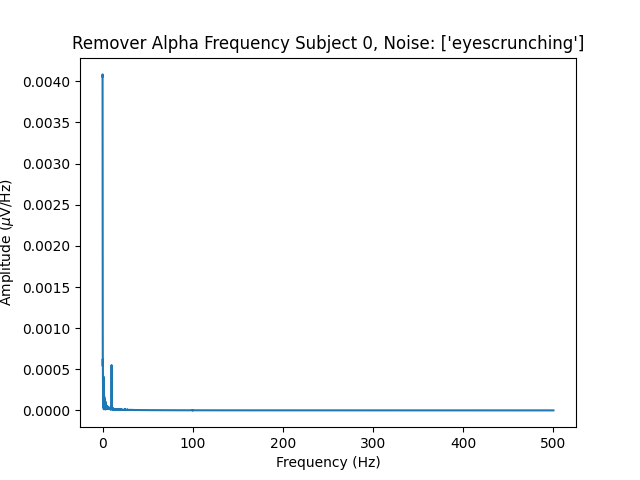 Remover Alpha Frequency Subject 0, Noise: ['eyescrunching']
Amplitude (μV/Hz)
0.0040
0.0035
0.0030
0.0025
0.0020
0.0015
0.0010
0.0005
0.0000
0 100 200 300 400 500
Frequency (Hz)